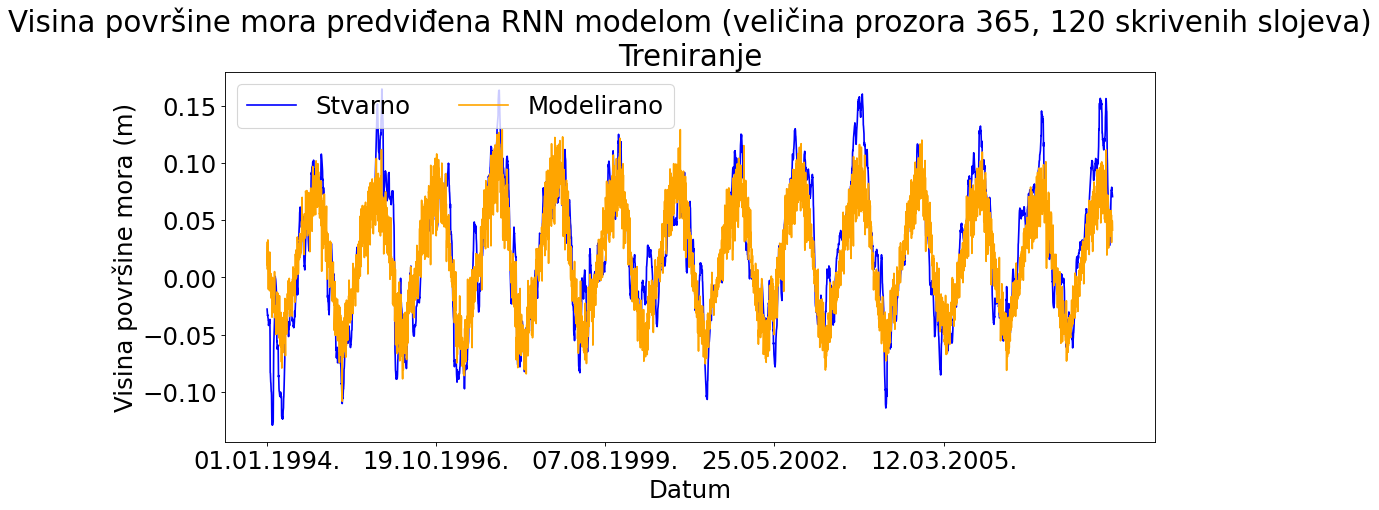 Visina površine mora predviđena RNN modelom (veličina prozora 365, 120 skrivenih slojeva)
Treniranje
Stvarno
Modelirano
Visina površine mora (m)
0.15
0.10
0.05
0.00
−0.05
−0.10
01.01.1994.
19.10.1996.
07.08.1999.
25.05.2002.
12.03.2005.
Datum